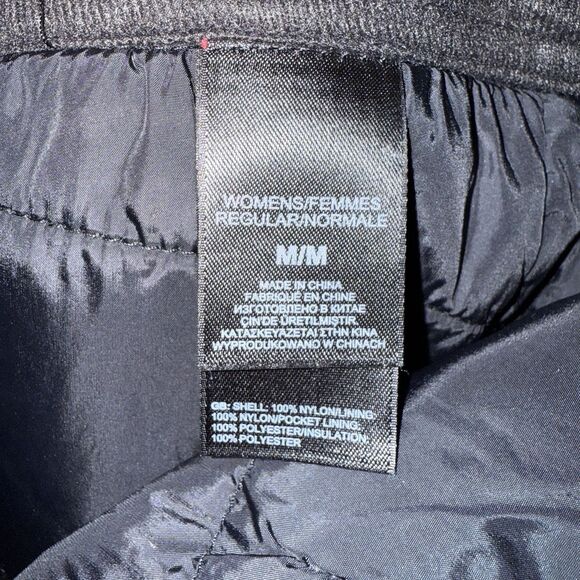 WOMENS/FEMMES
REGULAR/NORMALE
M/M
MADE IN CHINA
FABRIQUÉ EN CHINE
ИЗГОТОВЛЕНО В КИТАЕ
ÇIN'DE ÜRETILMISTIR
ΚΑΤΑΣΚΕΥΑΖΕΤΑΙ ΣΤΗΝ ΚΙΝΑ
WYPRODUKOWANO W CHINACH
GB: SHELL: 100% NYLON/LINING:
100% NYLON/POCKET LINING:
100% POLYESTER/INSULATION:
100% POLYESTER